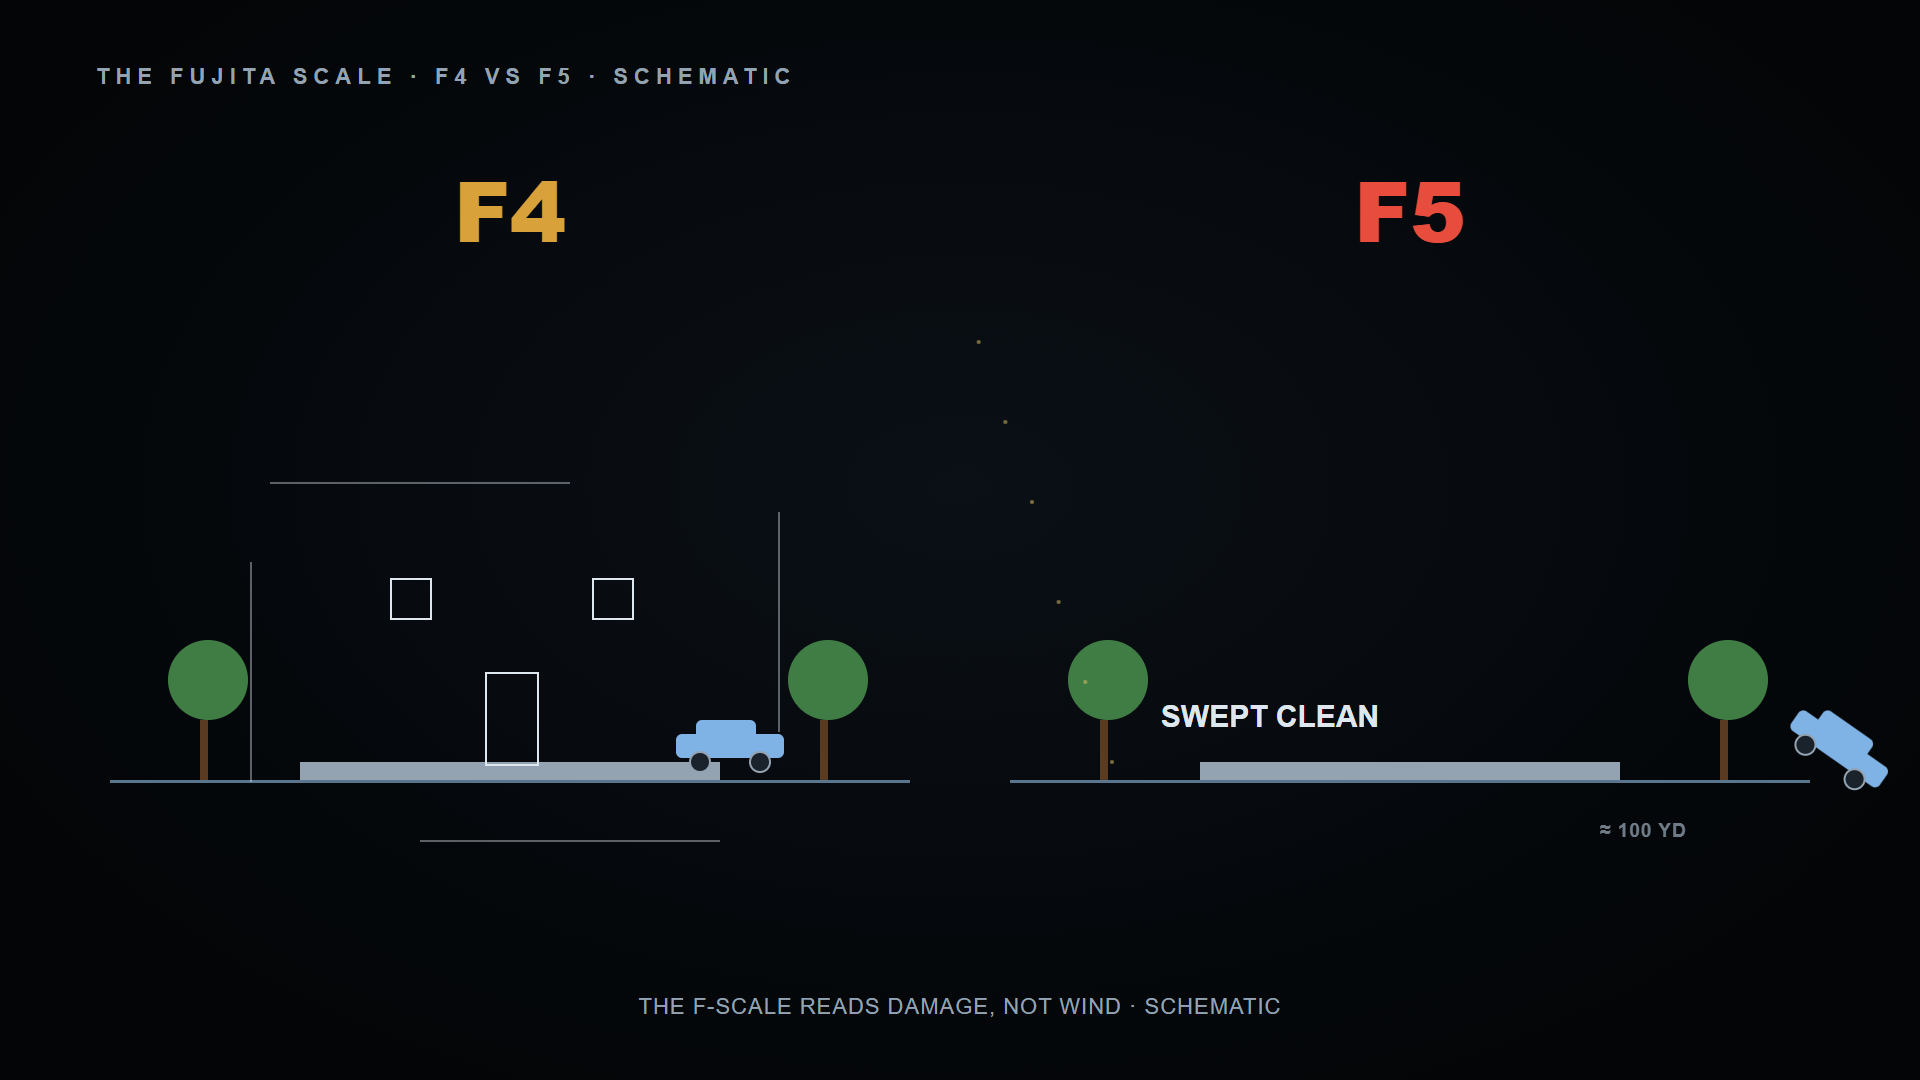 THE FUJITA SCALE · F4 VS F5 · SCHEMATIC
F4
F5
SWEPT CLEAN
≈ 100 YD
THE F-SCALE READS DAMAGE, NOT WIND · SCHEMATIC